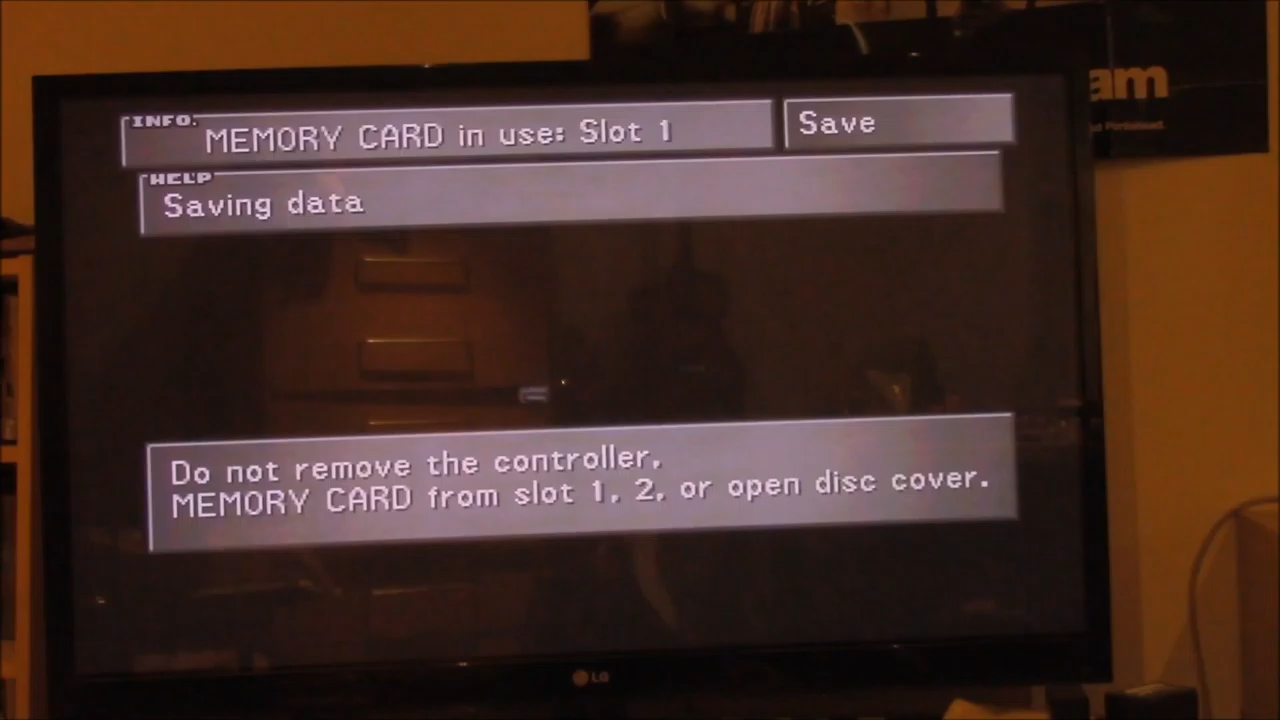 am
INFO.
MEMORY CARD in use: Slot 1
Save
HELP
Saving data
Do not remove the controller,
MEMORY CARD from slot 1, 2, or open disc cover.
LG